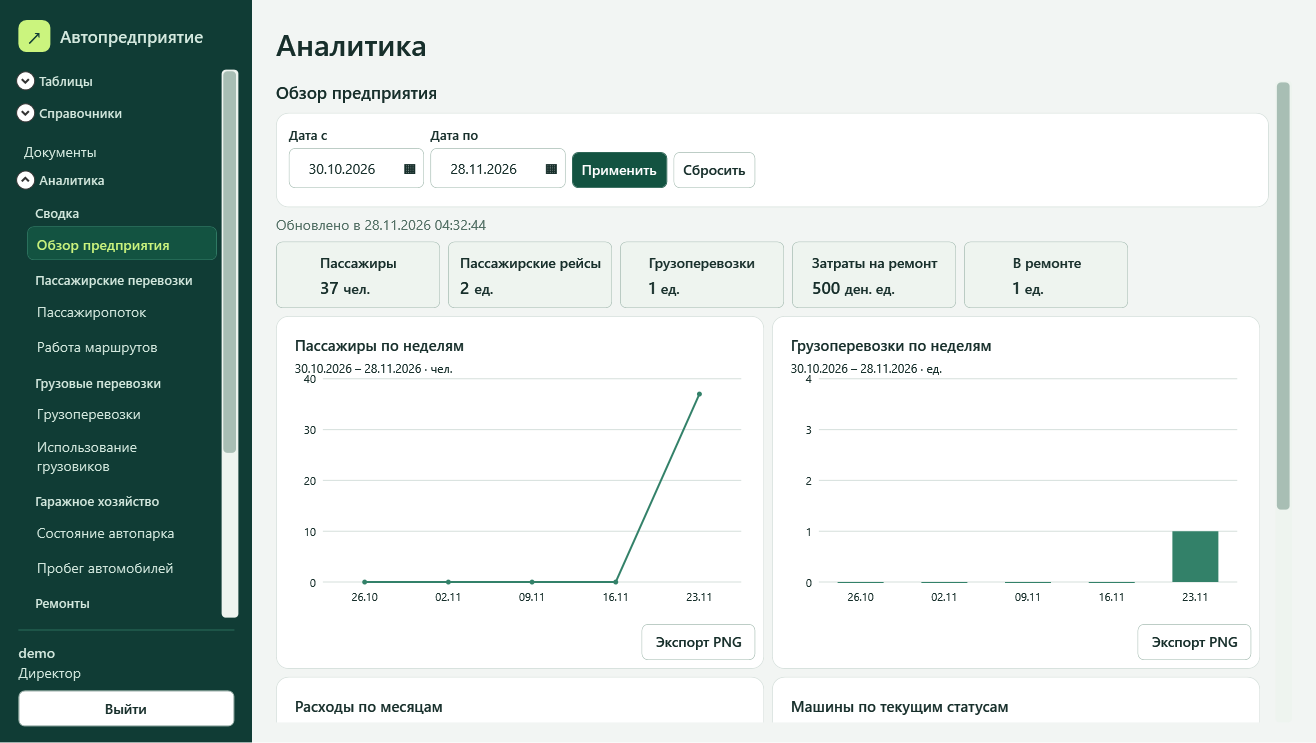 Автопредприятие
Таблицы
Справочники
Документы
Аналитика
Сводка
Обзор предприятия
Пассажирские перевозки
Пассажиропоток
Работа маршрутов
Грузовые перевозки
Грузоперевозки
Использование
грузовиков
Гаражное хозяйство
Состояние автопарка
Пробег автомобилей
Ремонты
demo
Директор
Выйти
Аналитика
Обзор предприятия
Дата с
Дата по
30.10.2026
28.11.2026
Применить
Сбросить
Обновлено в 28.11.2026 04:32:44
Пассажиры
37 чел.
Пассажирские рейсы
2 ед.
Грузоперевозки
1 ед.
Затраты на ремонт
500 ден. ед.
В ремонте
1 ед.
Пассажиры по неделям
30.10.2026 – 28.11.2026 · чел.
40
30
20
10
0
26.10 02.11 09.11 16.11 23.11
Экспорт PNG
Грузоперевозки по неделям
30.10.2026 – 28.11.2026 · ед.
4
3
2
1
0
26.10 02.11 09.11 16.11 23.11
Экспорт PNG
Расходы по месяцам
Машины по текущим статусам